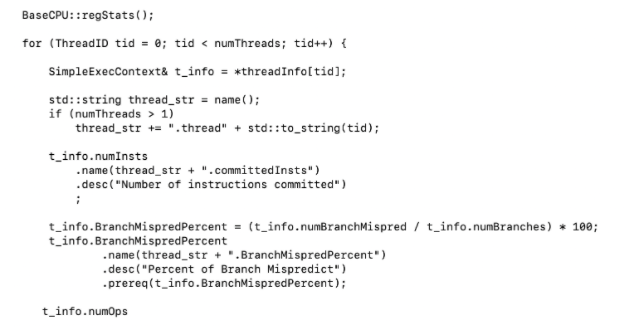 BaseCPU::regStats();
for (ThreadID tid = 0; tid < numThreads; tid++) {
SimpleExecContext& t_info = *threadInfo[tid];
std::string thread_str = name();
if (numThreads > 1)
thread_str += ".thread" + std::to_string(tid);
t_info.numInsts
.name(thread_str + ".committedInsts")
.desc("Number of instructions committed")
;
t_info.BranchMispredPercent = (t_info.numBranchMispred / t_info.numBranches) * 100;
t_info.BranchMispredPercent
.name(thread_str + ".BranchMispredPercent")
.desc("Percent of Branch Mispredict")
.prereq(t_info.BranchMispredPercent);
t_info.numOps